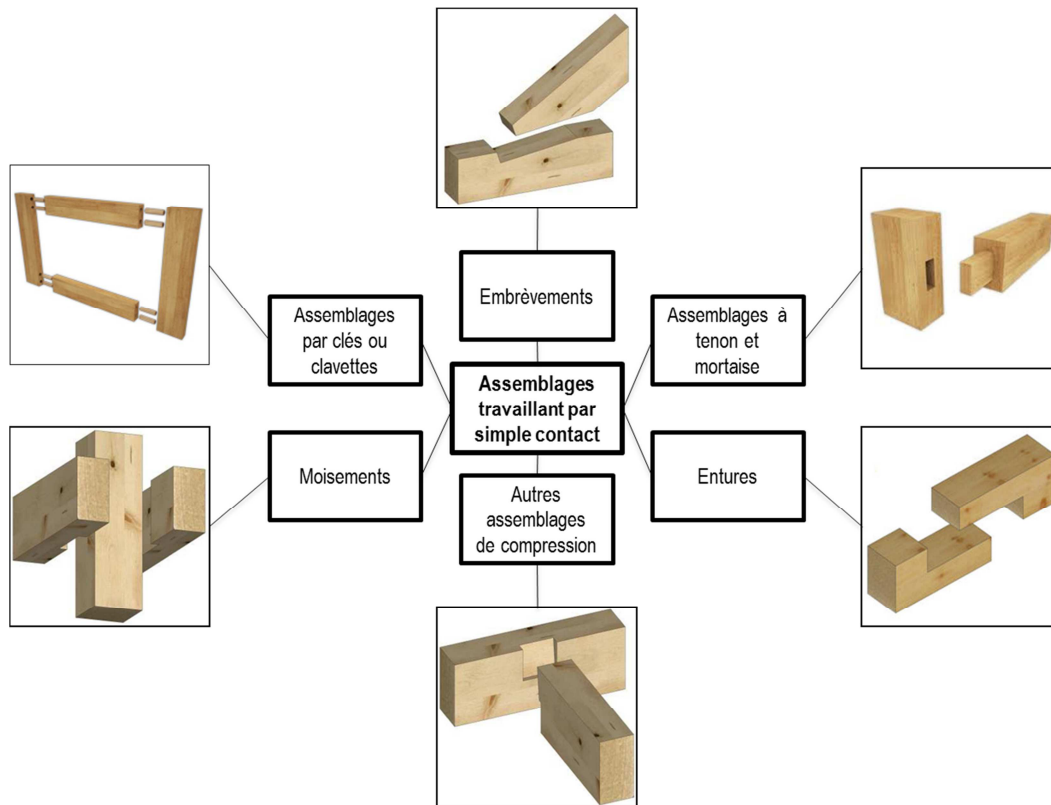 Embrèvements
Assemblages
par clés ou
clavettes
Assemblages à
tenon et
mortaise
Assemblages
travaillant par
simple contact
Moisements
Entures
Autres
assemblages
de compression